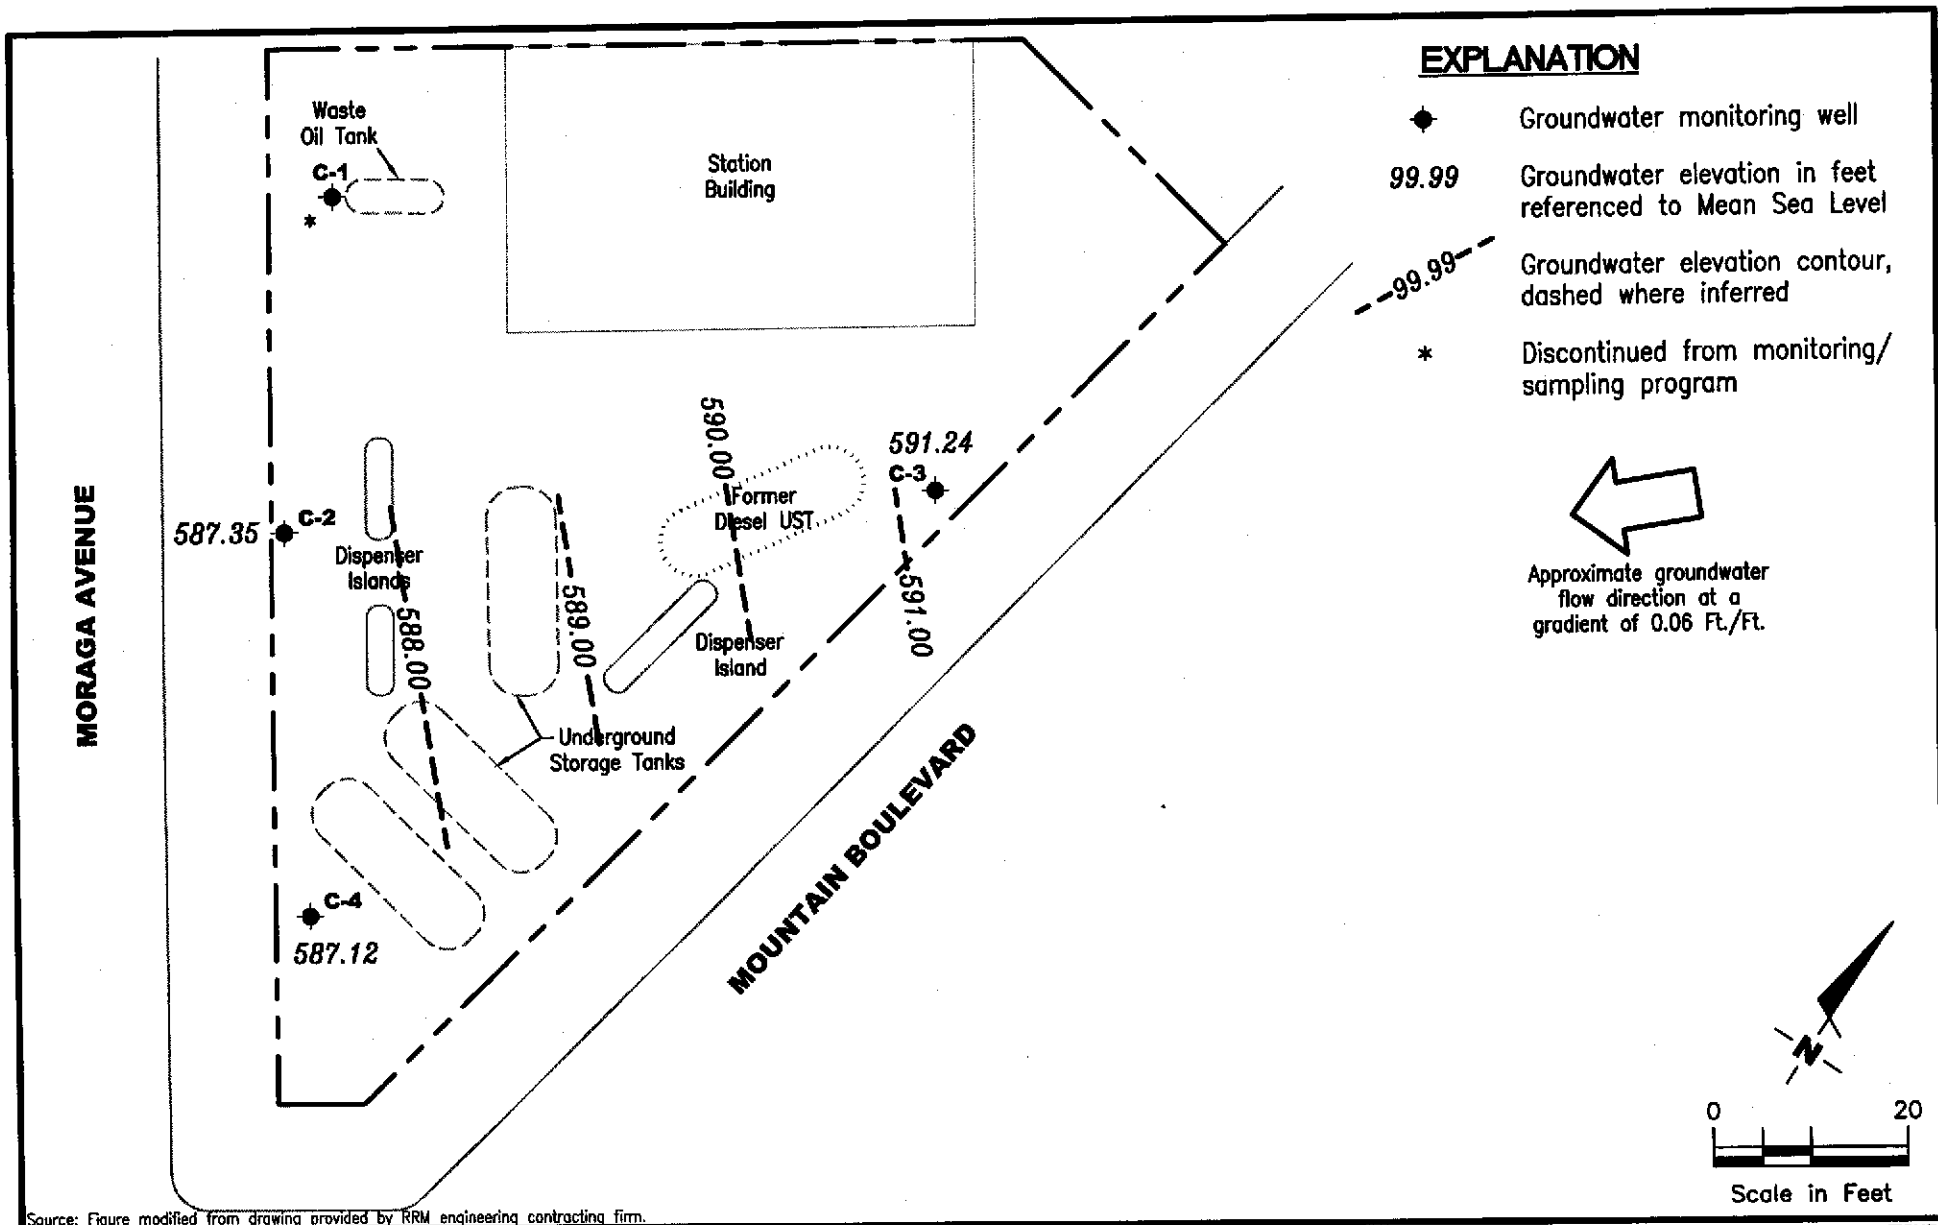 EXPLANATION
Groundwater monitoring well
99.99
Groundwater elevation in feet
referenced to Mean Sea Level
99.99
Groundwater elevation contour,
dashed where inferred
*
Discontinued from monitoring/
sampling program
Approximate groundwater
flow direction at a
gradient of 0.06 Ft./Ft.
Waste
Oil Tank
C-1
*
Station
Building
MORAGA AVENUE
587.35
C-2
Dispenser
Islands
588.00
589.00
590.00
Former
Diesel UST
591.24
C-3
591.00
Dispenser
Island
Underground
Storage Tanks
C-4
587.12
MOUNTAIN BOULEVARD
N
0 20
Scale in Feet
Source: Figure modified from drawing provided by RRM engineering contracting firm.